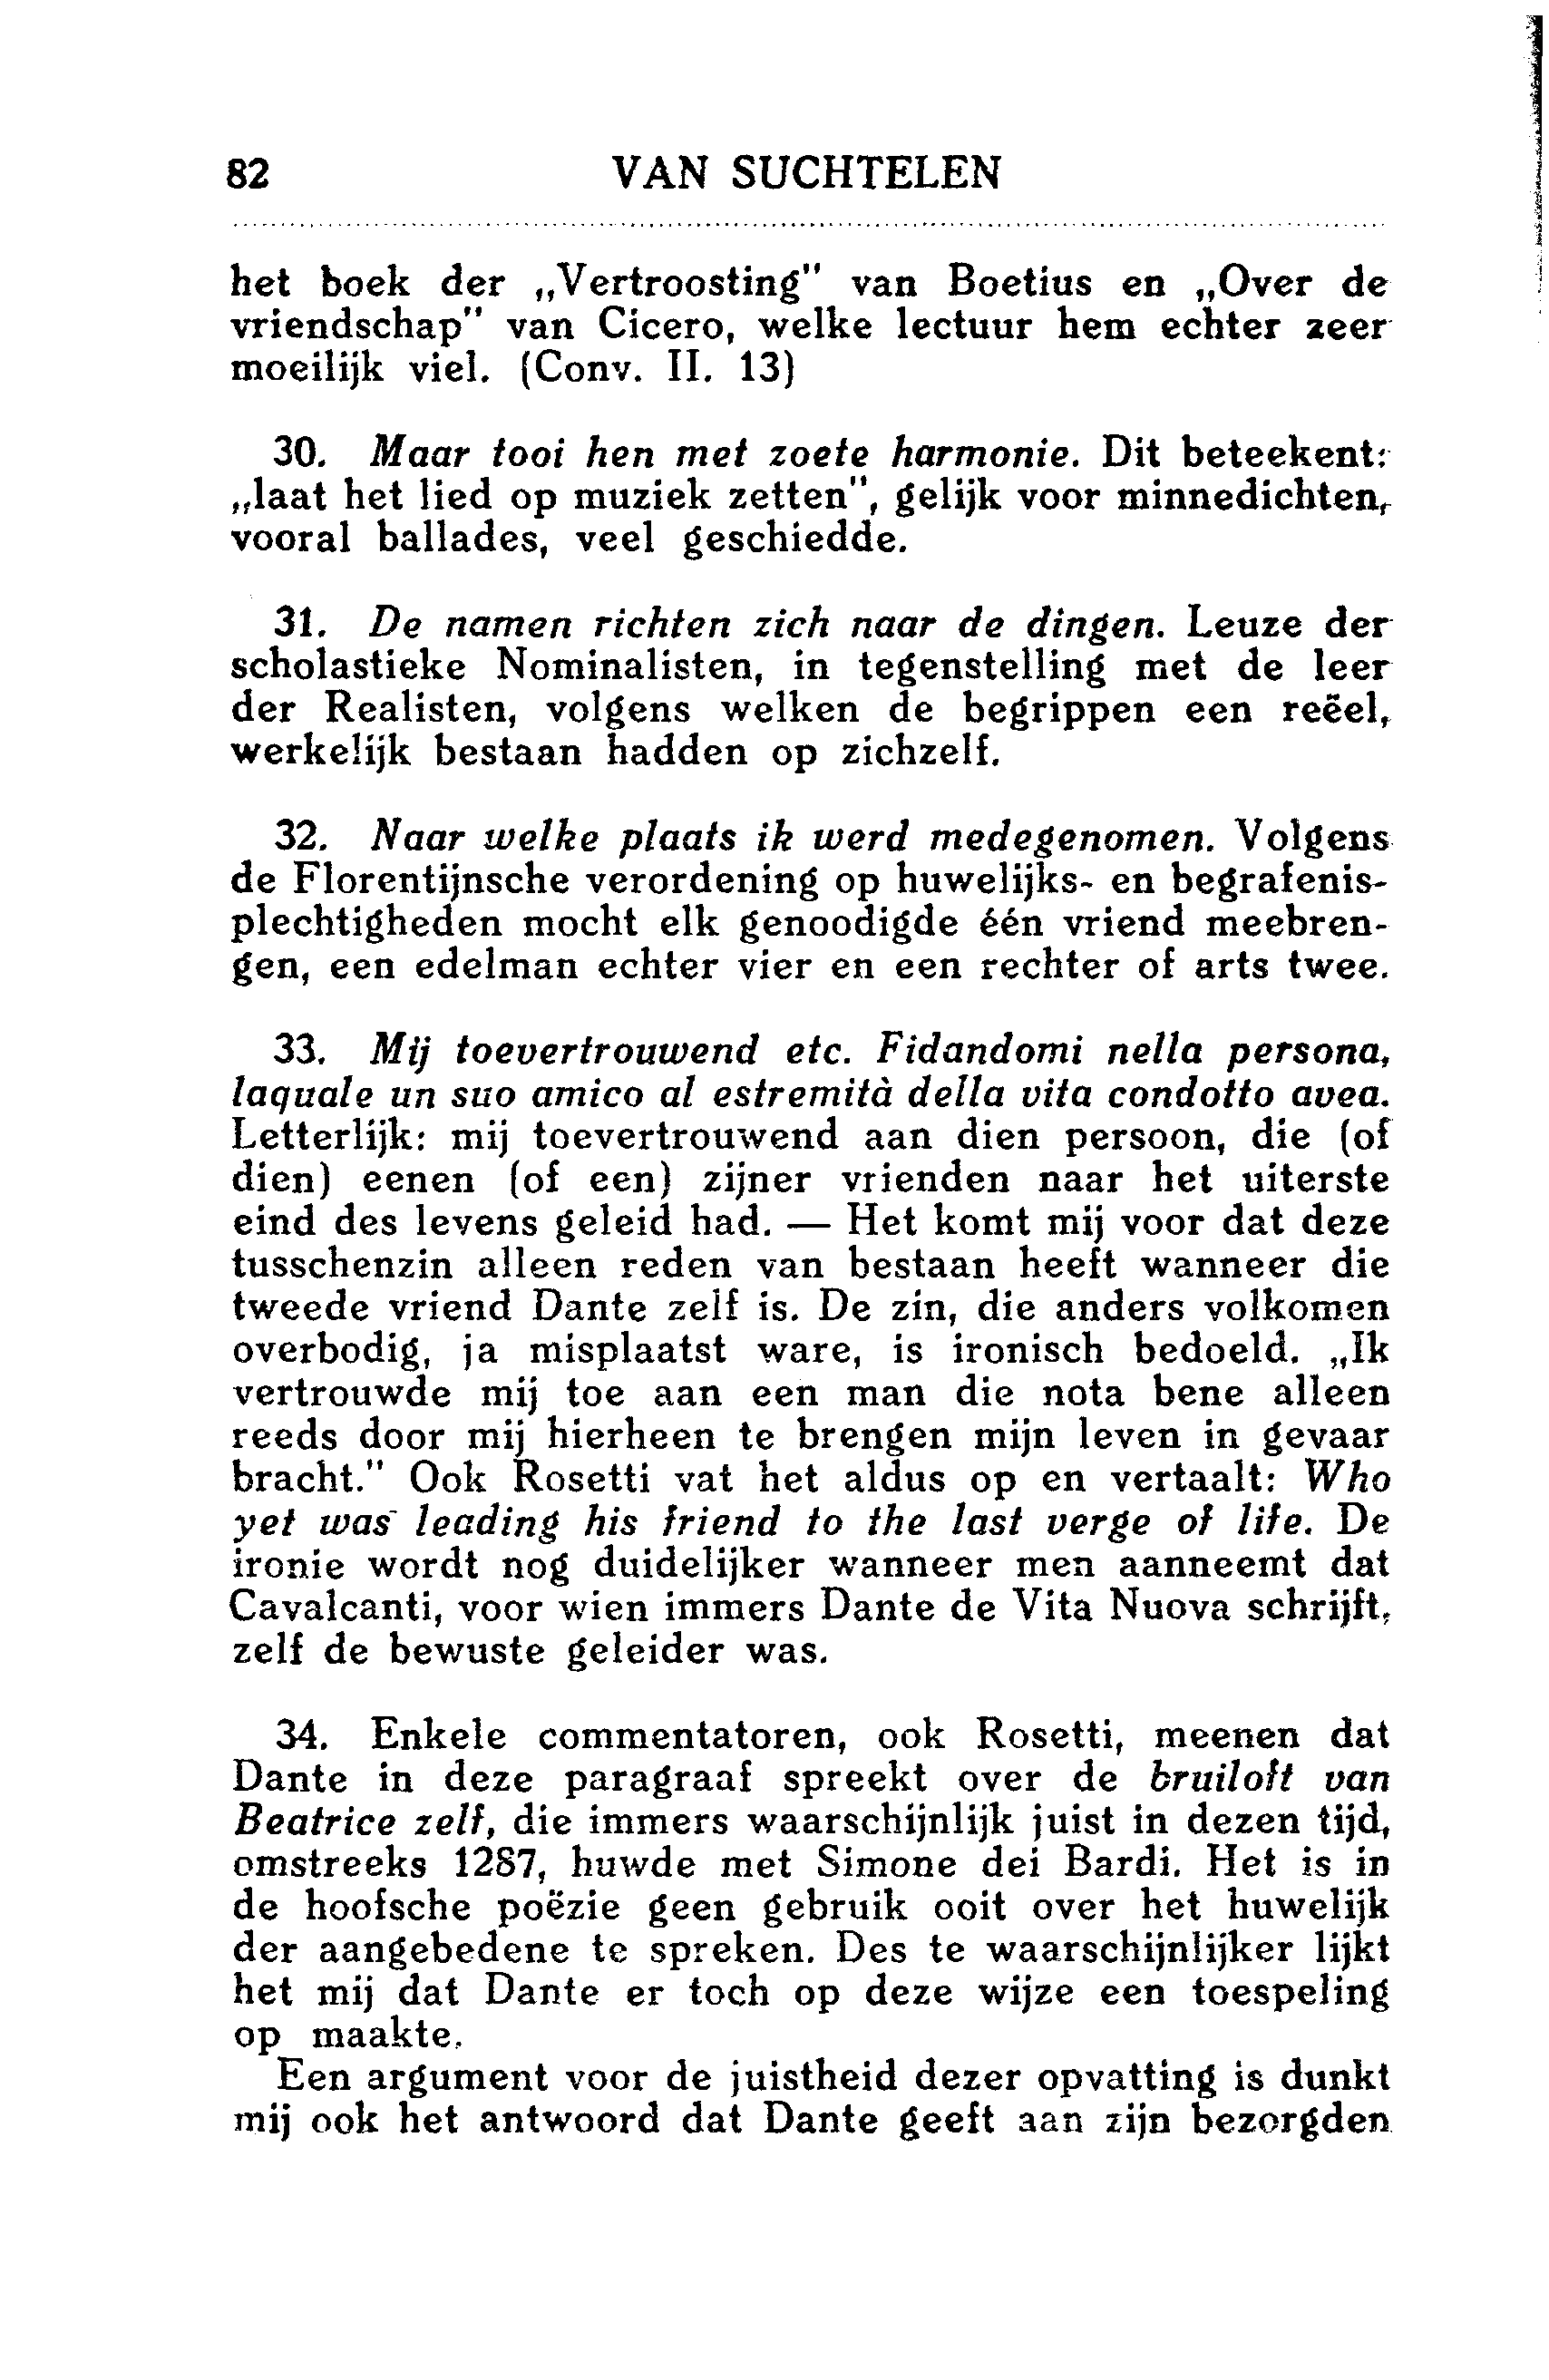 82 VAN SUCHTELEN
het boek der „Vertroosting" van Boetius en „Over de
vriendschap" van Cicero, welke lectuur hem echter zeer
moeilijk viel. (Conv. II. 13)
30. Maar tooi hen met zoete harmonie. Dit beteekent:
„laat het lied op muziek zetten", gelijk voor minnedichten,
vooral ballades, veel geschiedde.
31. De namen richten zich naar de dingen. Leuze der
scholastieke Nominalisten, in tegenstelling met de leer
der Realisten, volgens welken de begrippen een reëel,
werkelijk bestaan hadden op zichzelf.
32. Naar welke plaats ik werd medegenomen. Volgens
de Florentijnsche verordening op huwelijks- en begrafenis-
plechtigheden mocht elk genoodigde één vriend meebren-
gen, een edelman echter vier en een rechter of arts twee.
33. Mij toevertrouwend etc. Fidandomi nella persona,
laquale un suo amico al estremità della vita condotto avea.
Letterlijk: mij toevertrouwend aan dien persoon, die (of
dien) eenen (of een) zijner vrienden naar het uiterste
eind des levens geleid had. — Het komt mij voor dat deze
tusschenzin alleen reden van bestaan heeft wanneer die
tweede vriend Dante zelf is. De zin, die anders volkomen
overbodig, ja misplaatst ware, is ironisch bedoeld. „Ik
vertrouwde mij toe aan een man die nota bene alleen
reeds door mij hierheen te brengen mijn leven in gevaar
bracht." Ook Rosetti vat het aldus op en vertaalt: Who
yet was leading his friend to the last verge of life. De
ironie wordt nog duidelijker wanneer men aanneemt dat
Cavalcanti, voor wien immers Dante de Vita Nuova schrijft,
zelf de bewuste geleider was.
34. Enkele commentatoren, ook Rosetti, meenen dat
Dante in deze paragraaf spreekt over de bruiloft van
Beatrice zelf, die immers waarschijnlijk juist in dezen tijd,
omstreeks 1287, huwde met Simone dei Bardi. Het is in
de hoofsche poëzie geen gebruik ooit over het huwelijk
der aangebedene te spreken. Des te waarschijnlijker lijkt
het mij dat Dante er toch op deze wijze een toespeling
op maakte.
Een argument voor de juistheid dezer opvatting is dunkt
mij ook het antwoord dat Dante geeft aan zijn bezorgden